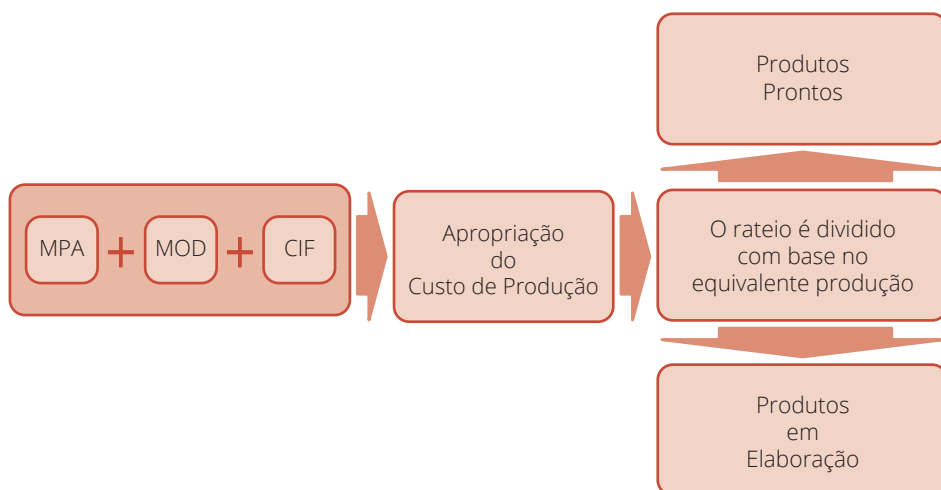 MPA + MOD + CIF
Apropriação
do
Custo de Produção
Produtos
Prontos
O rateio é dividido
com base no
equivalente produção
Produtos
em
Elaboração